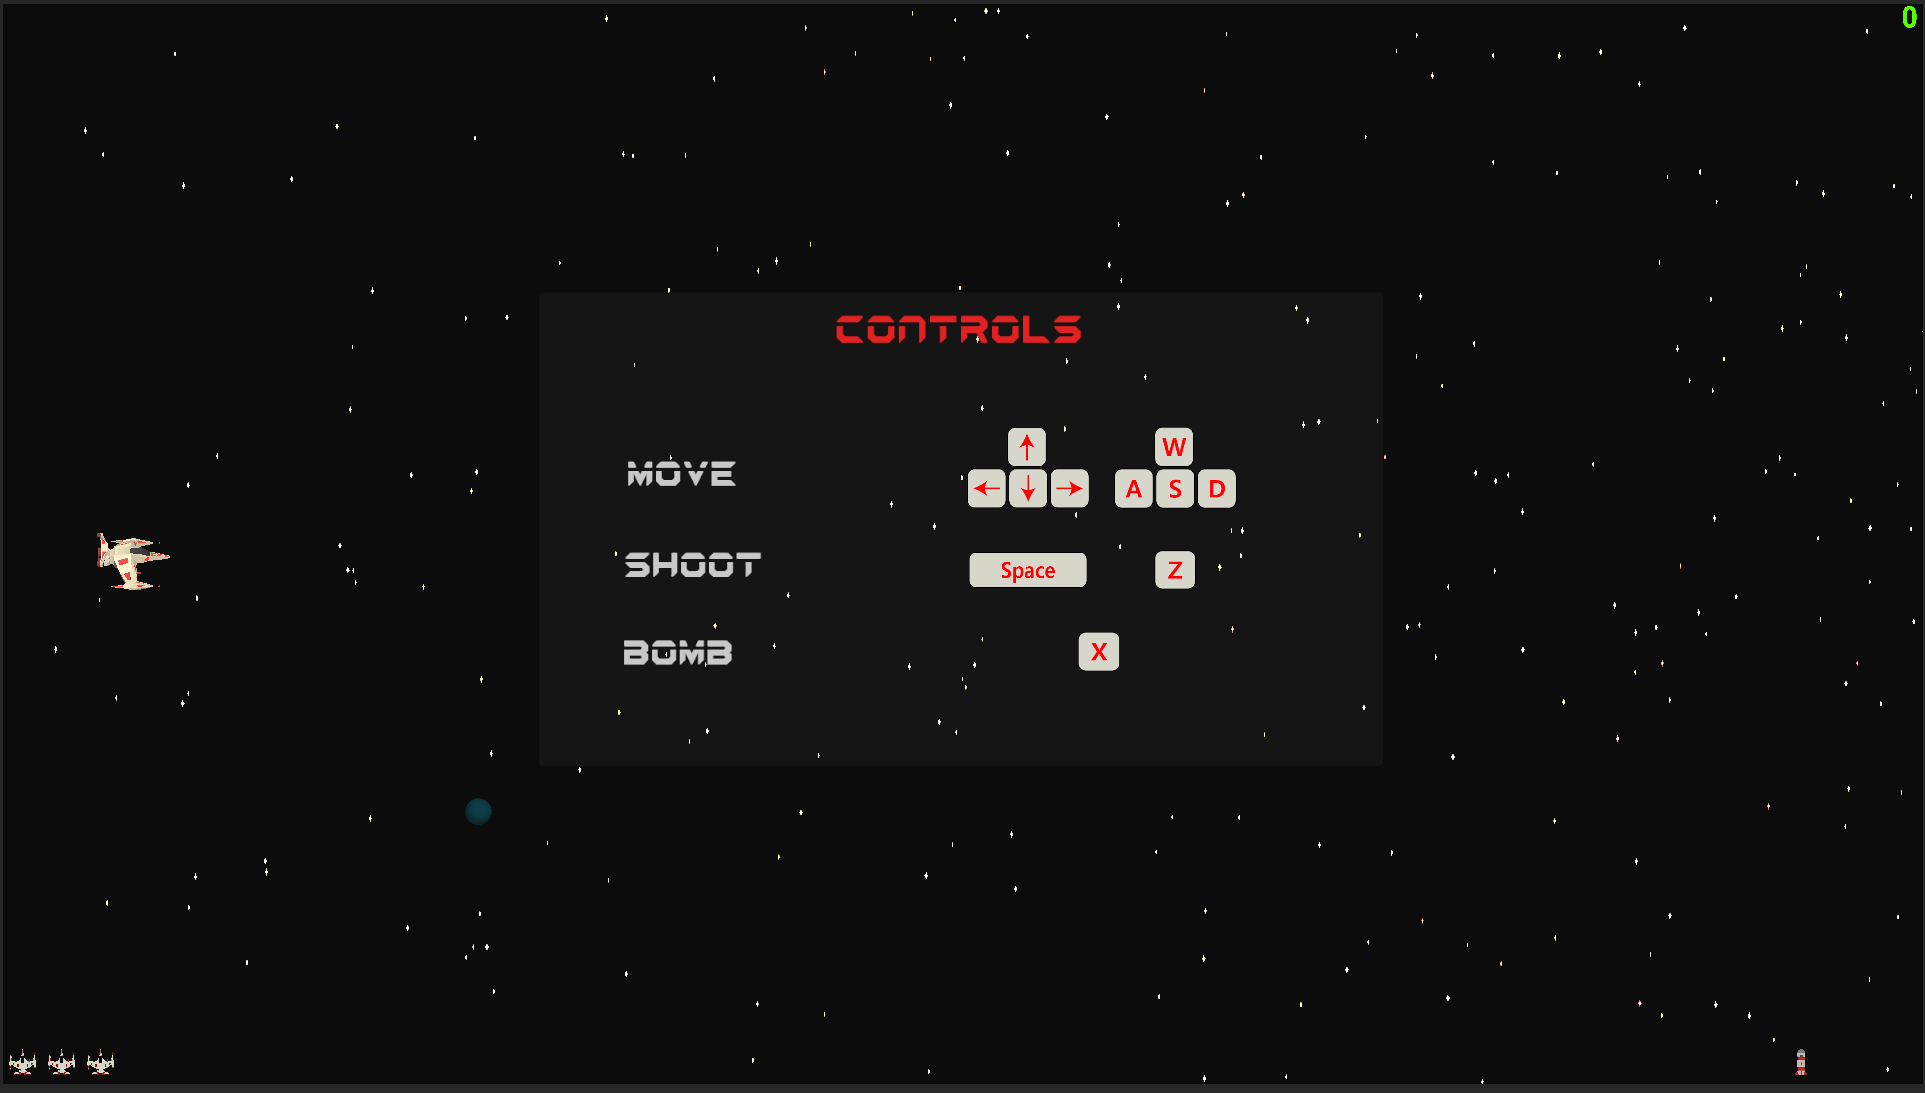 0
CONTROLS
MOVE ↑ ← ↓ → W A S D
SHOOT Space Z
BOMB X